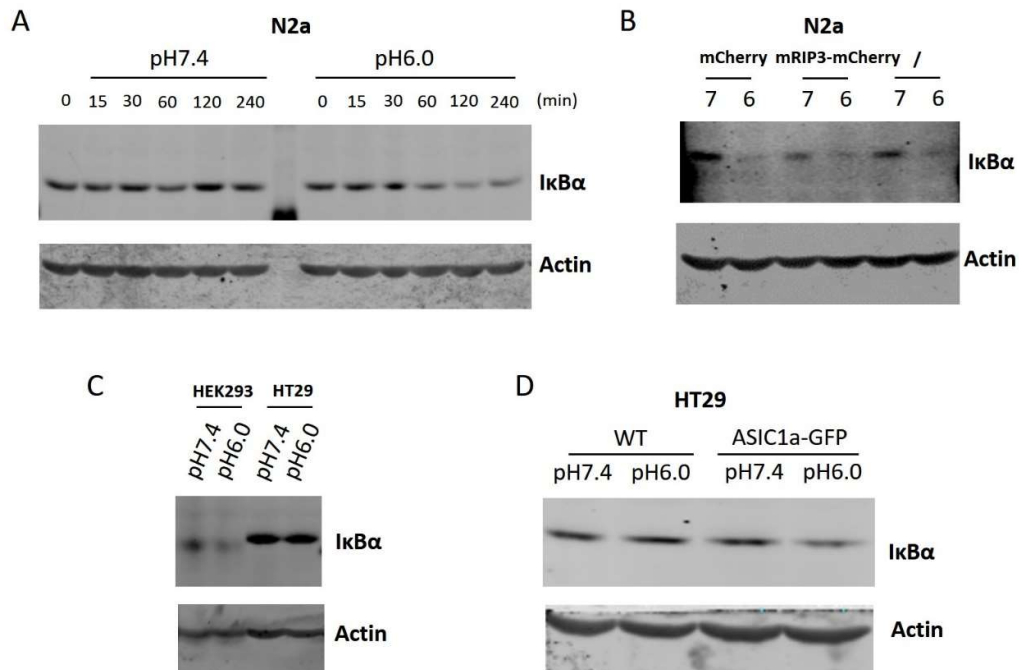 A
N2a
pH7.4 pH6.0
0 15 30 60 120 240 0 15 30 60 120 240 (min)
IκBα
Actin
B
N2a
mCherry mRIP3-mCherry /
7 6 7 6 7 6
IκBα
Actin
C
HEK293 HT29
pH7.4 pH6.0 pH7.4 pH6.0
IκBα
Actin
D
HT29
WT ASIC1a-GFP
pH7.4 pH6.0 pH7.4 pH6.0
IκBα
Actin